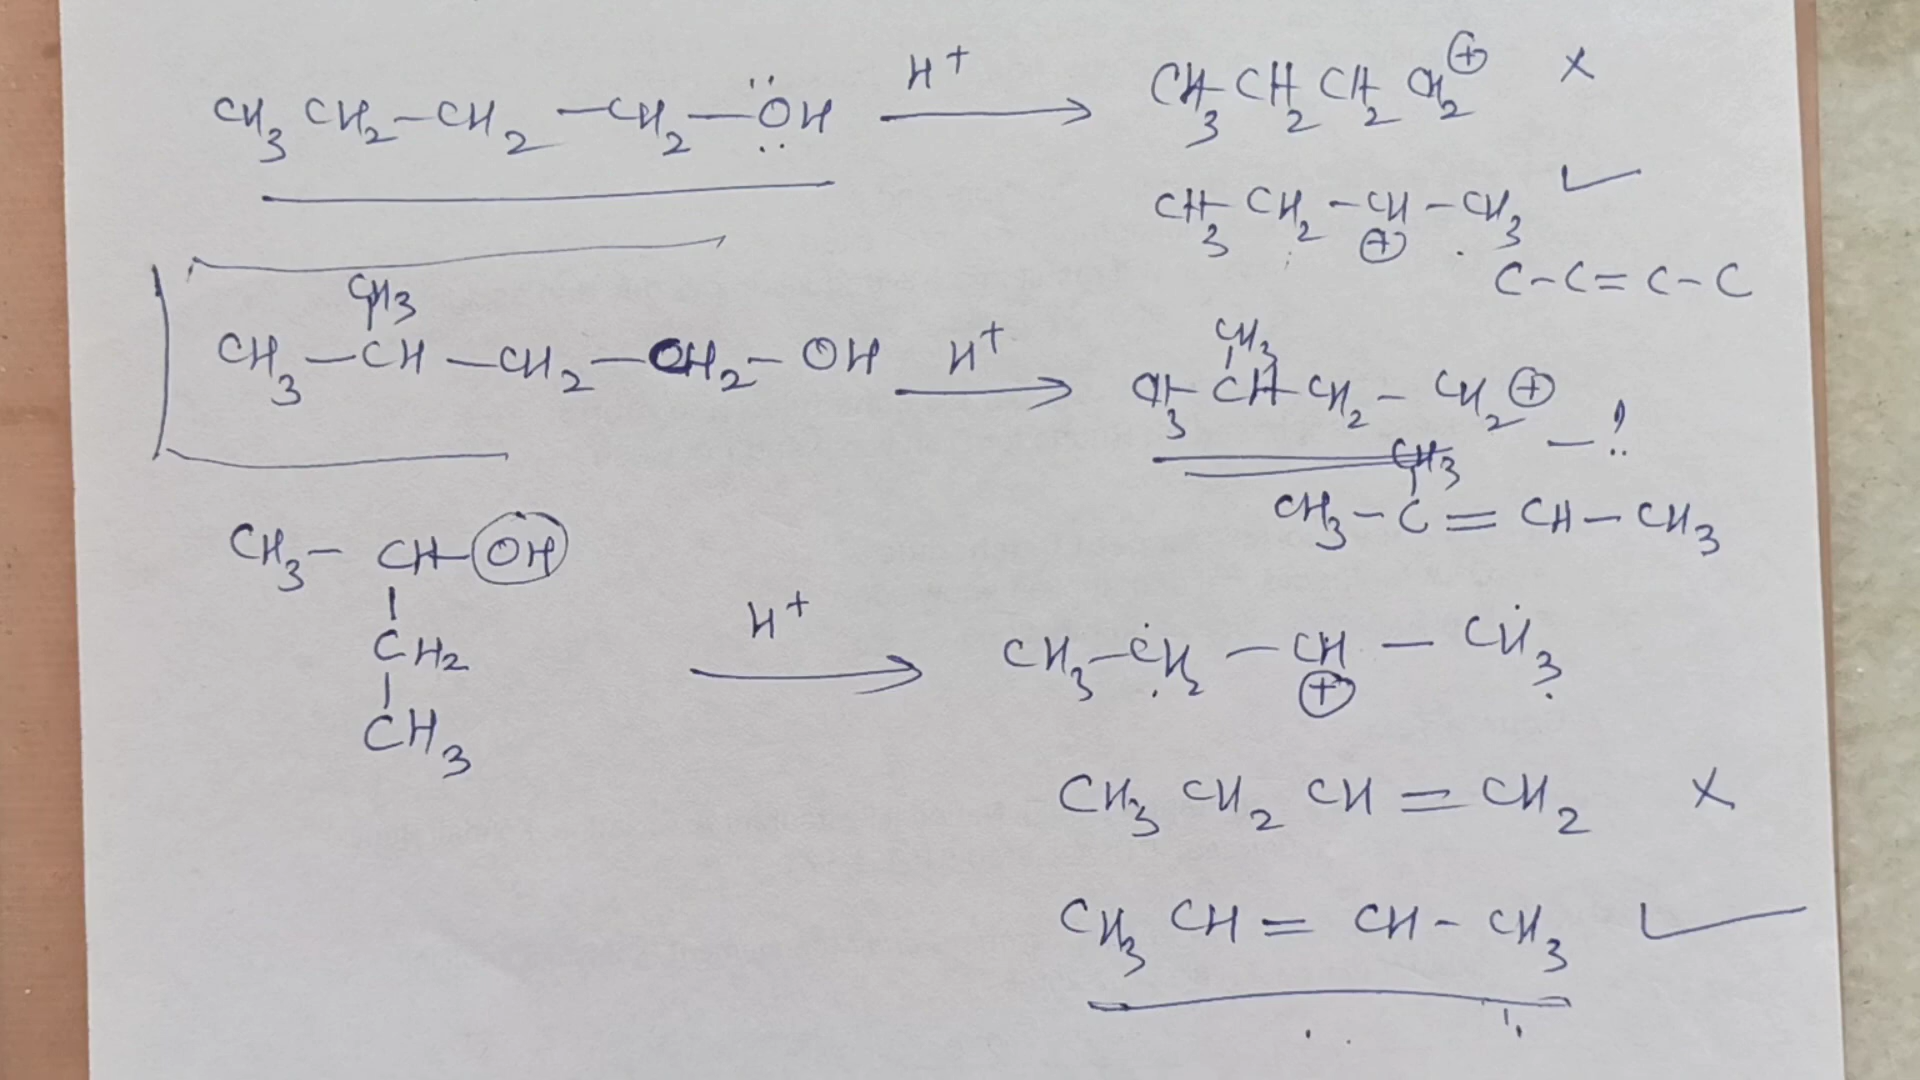 CH3 CH2-CH2-CH2-ÖH H+ → CH3-CH2-CH2-CH2⊕ ×
CH3-CH2-CH-CH3 ✓
⊕
C-C=C-C
CH3
CH3-CH-CH2-CH2-OH H+ → CH3-CH-CH2-CH2⊕ - !
CH3
CH3
CH3-C=CH-CH3
CH3-CH-OH
CH2
CH3
H+ → CH3-CH2-CH-CH3
⊕
CH3 CH2 CH=CH2 ×
CH3 CH=CH-CH3 ✓